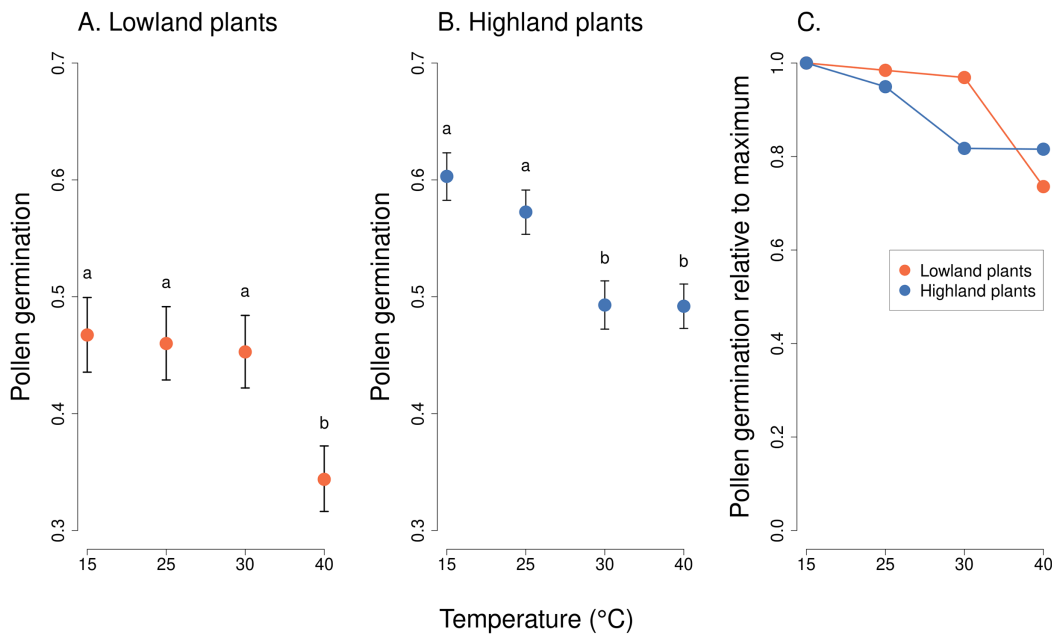 A. Lowland plants
Pollen germination
0.7
0.6
0.5
0.4
0.3
a
a
a
b
15
25
30
40
B. Highland plants
Pollen germination
0.7
0.6
0.5
0.4
0.3
a
a
b
b
15
25
30
40
C.
Pollen germination relative to maximum
1.0
0.8
0.6
0.4
0.2
0.0
Lowland plants
Highland plants
15
25
30
40
Temperature (°C)